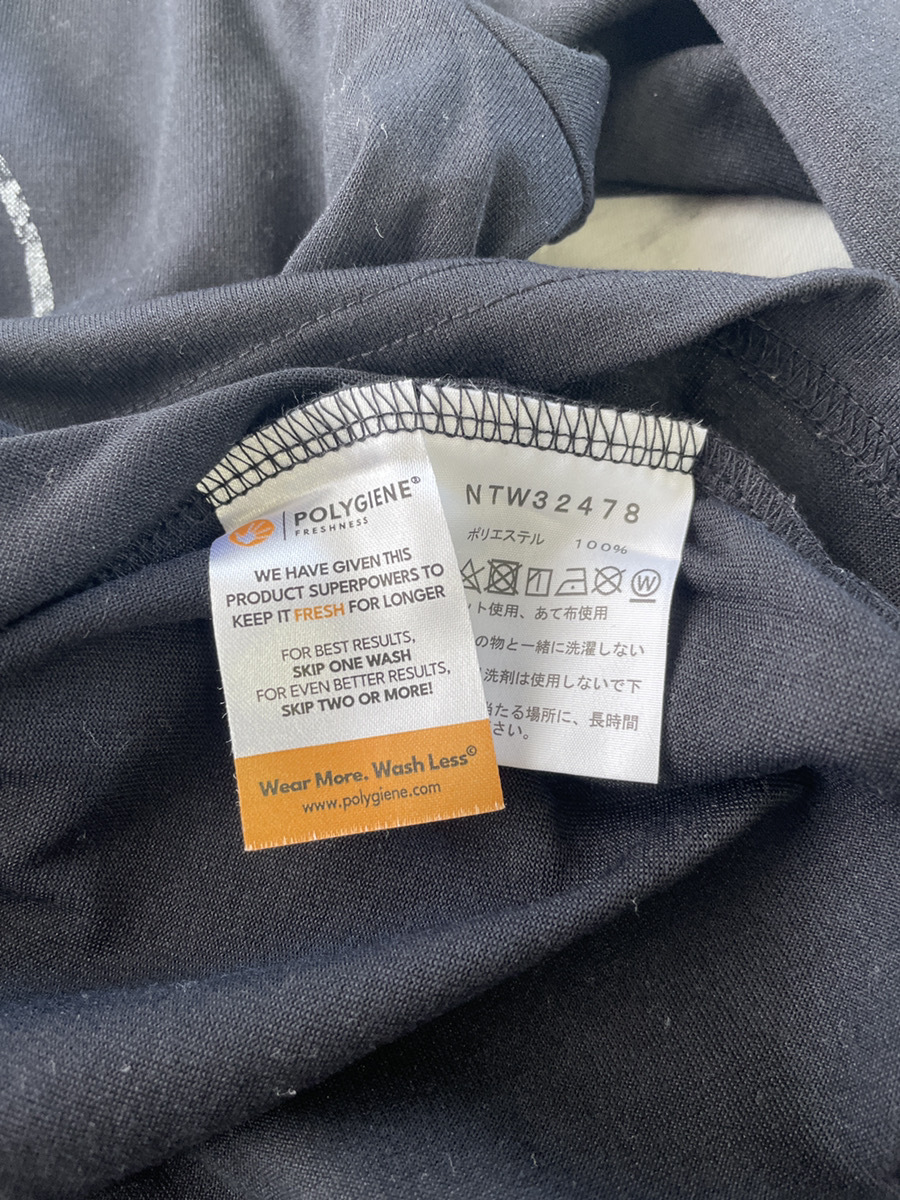 POLYGIENE®
FRESHNESS
WE HAVE GIVEN THIS
PRODUCT SUPERPOWERS TO
KEEP IT FRESH FOR LONGER
FOR BEST RESULTS,
SKIP ONE WASH
FOR EVEN BETTER RESULTS,
SKIP TWO OR MORE!
Wear More. Wash Less©
www.polygiene.com
NTW32478
ポリエステル 100%
W
ット使用、あて布使用
の物と一緒に洗濯しない
洗剤は使用しないで下
当たる場所に、長時間
さい。